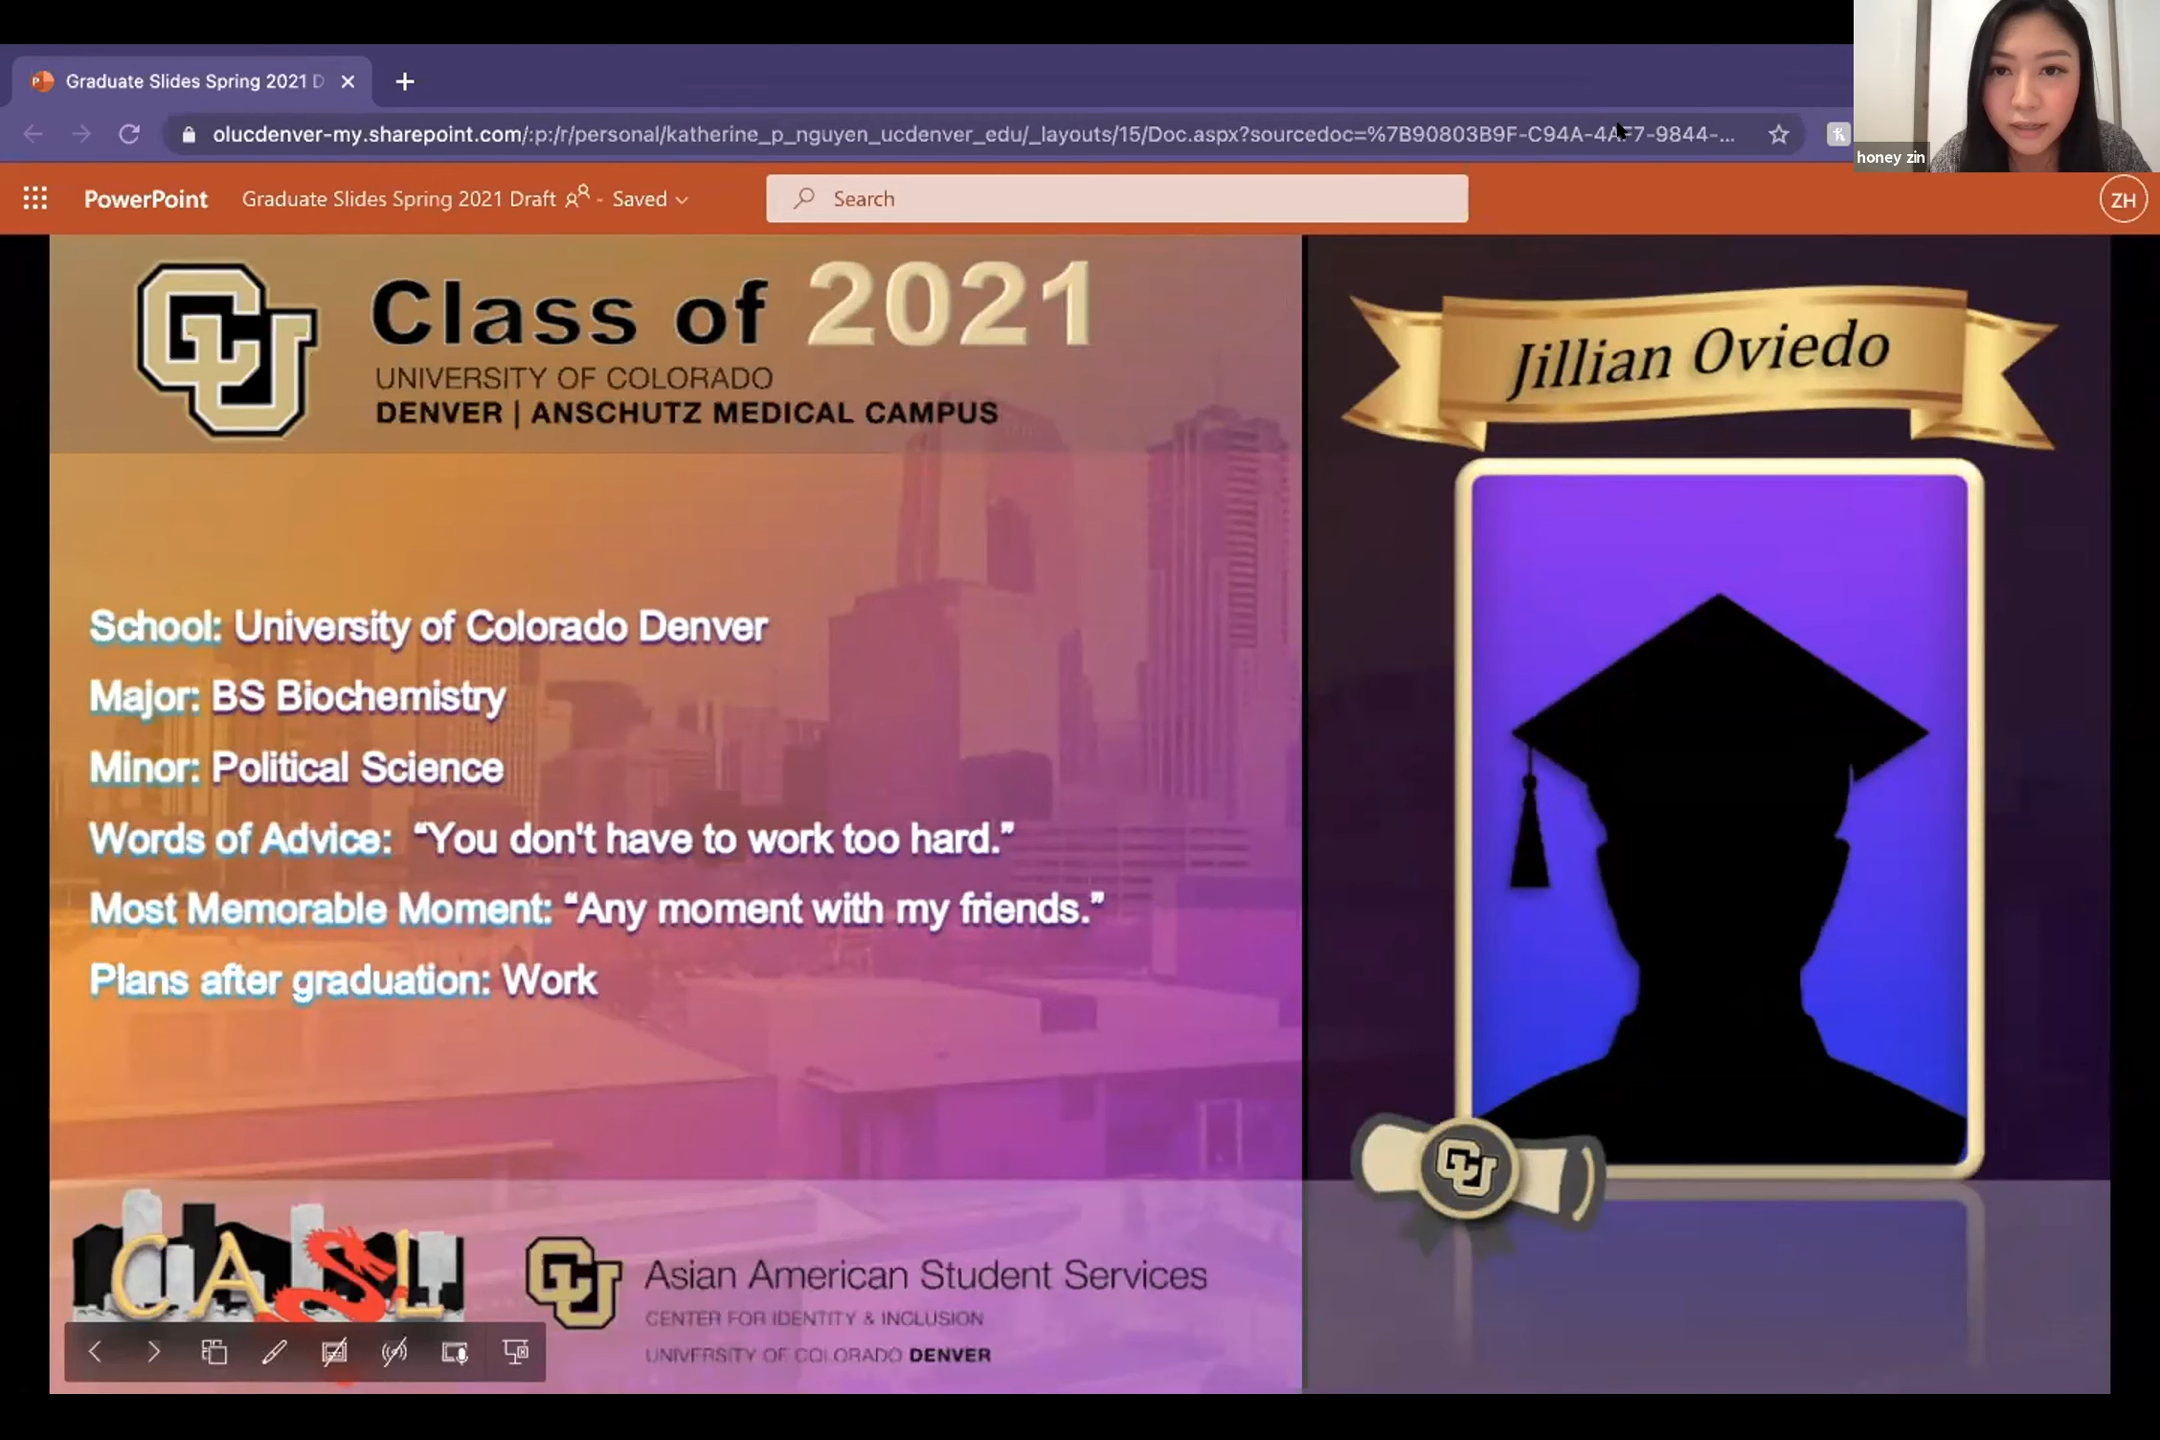 Graduate Slides Spring 2021 D
olucdenver-my.sharepoint.com/:p:/r/personal/katherine_p_nguyen_ucdenver_edu/_layouts/15/Doc.aspx?sourcedoc=%7B90803B9F-C94A-4AF7-9844-...
honey zin
PowerPoint
Graduate Slides Spring 2021 Draft - Saved
Search
ZH
CU
Class of 2021
UNIVERSITY OF COLORADO
DENVER | ANSCHUTZ MEDICAL CAMPUS
Jillian Oviedo
School: University of Colorado Denver
Major: BS Biochemistry
Minor: Political Science
Words of Advice: “You don't have to work too hard.”
Most Memorable Moment: “Any moment with my friends.”
Plans after graduation: Work
CU
CASL
CU
Asian American Student Services
CENTER FOR IDENTITY & INCLUSION
UNIVERSITY OF COLORADO DENVER